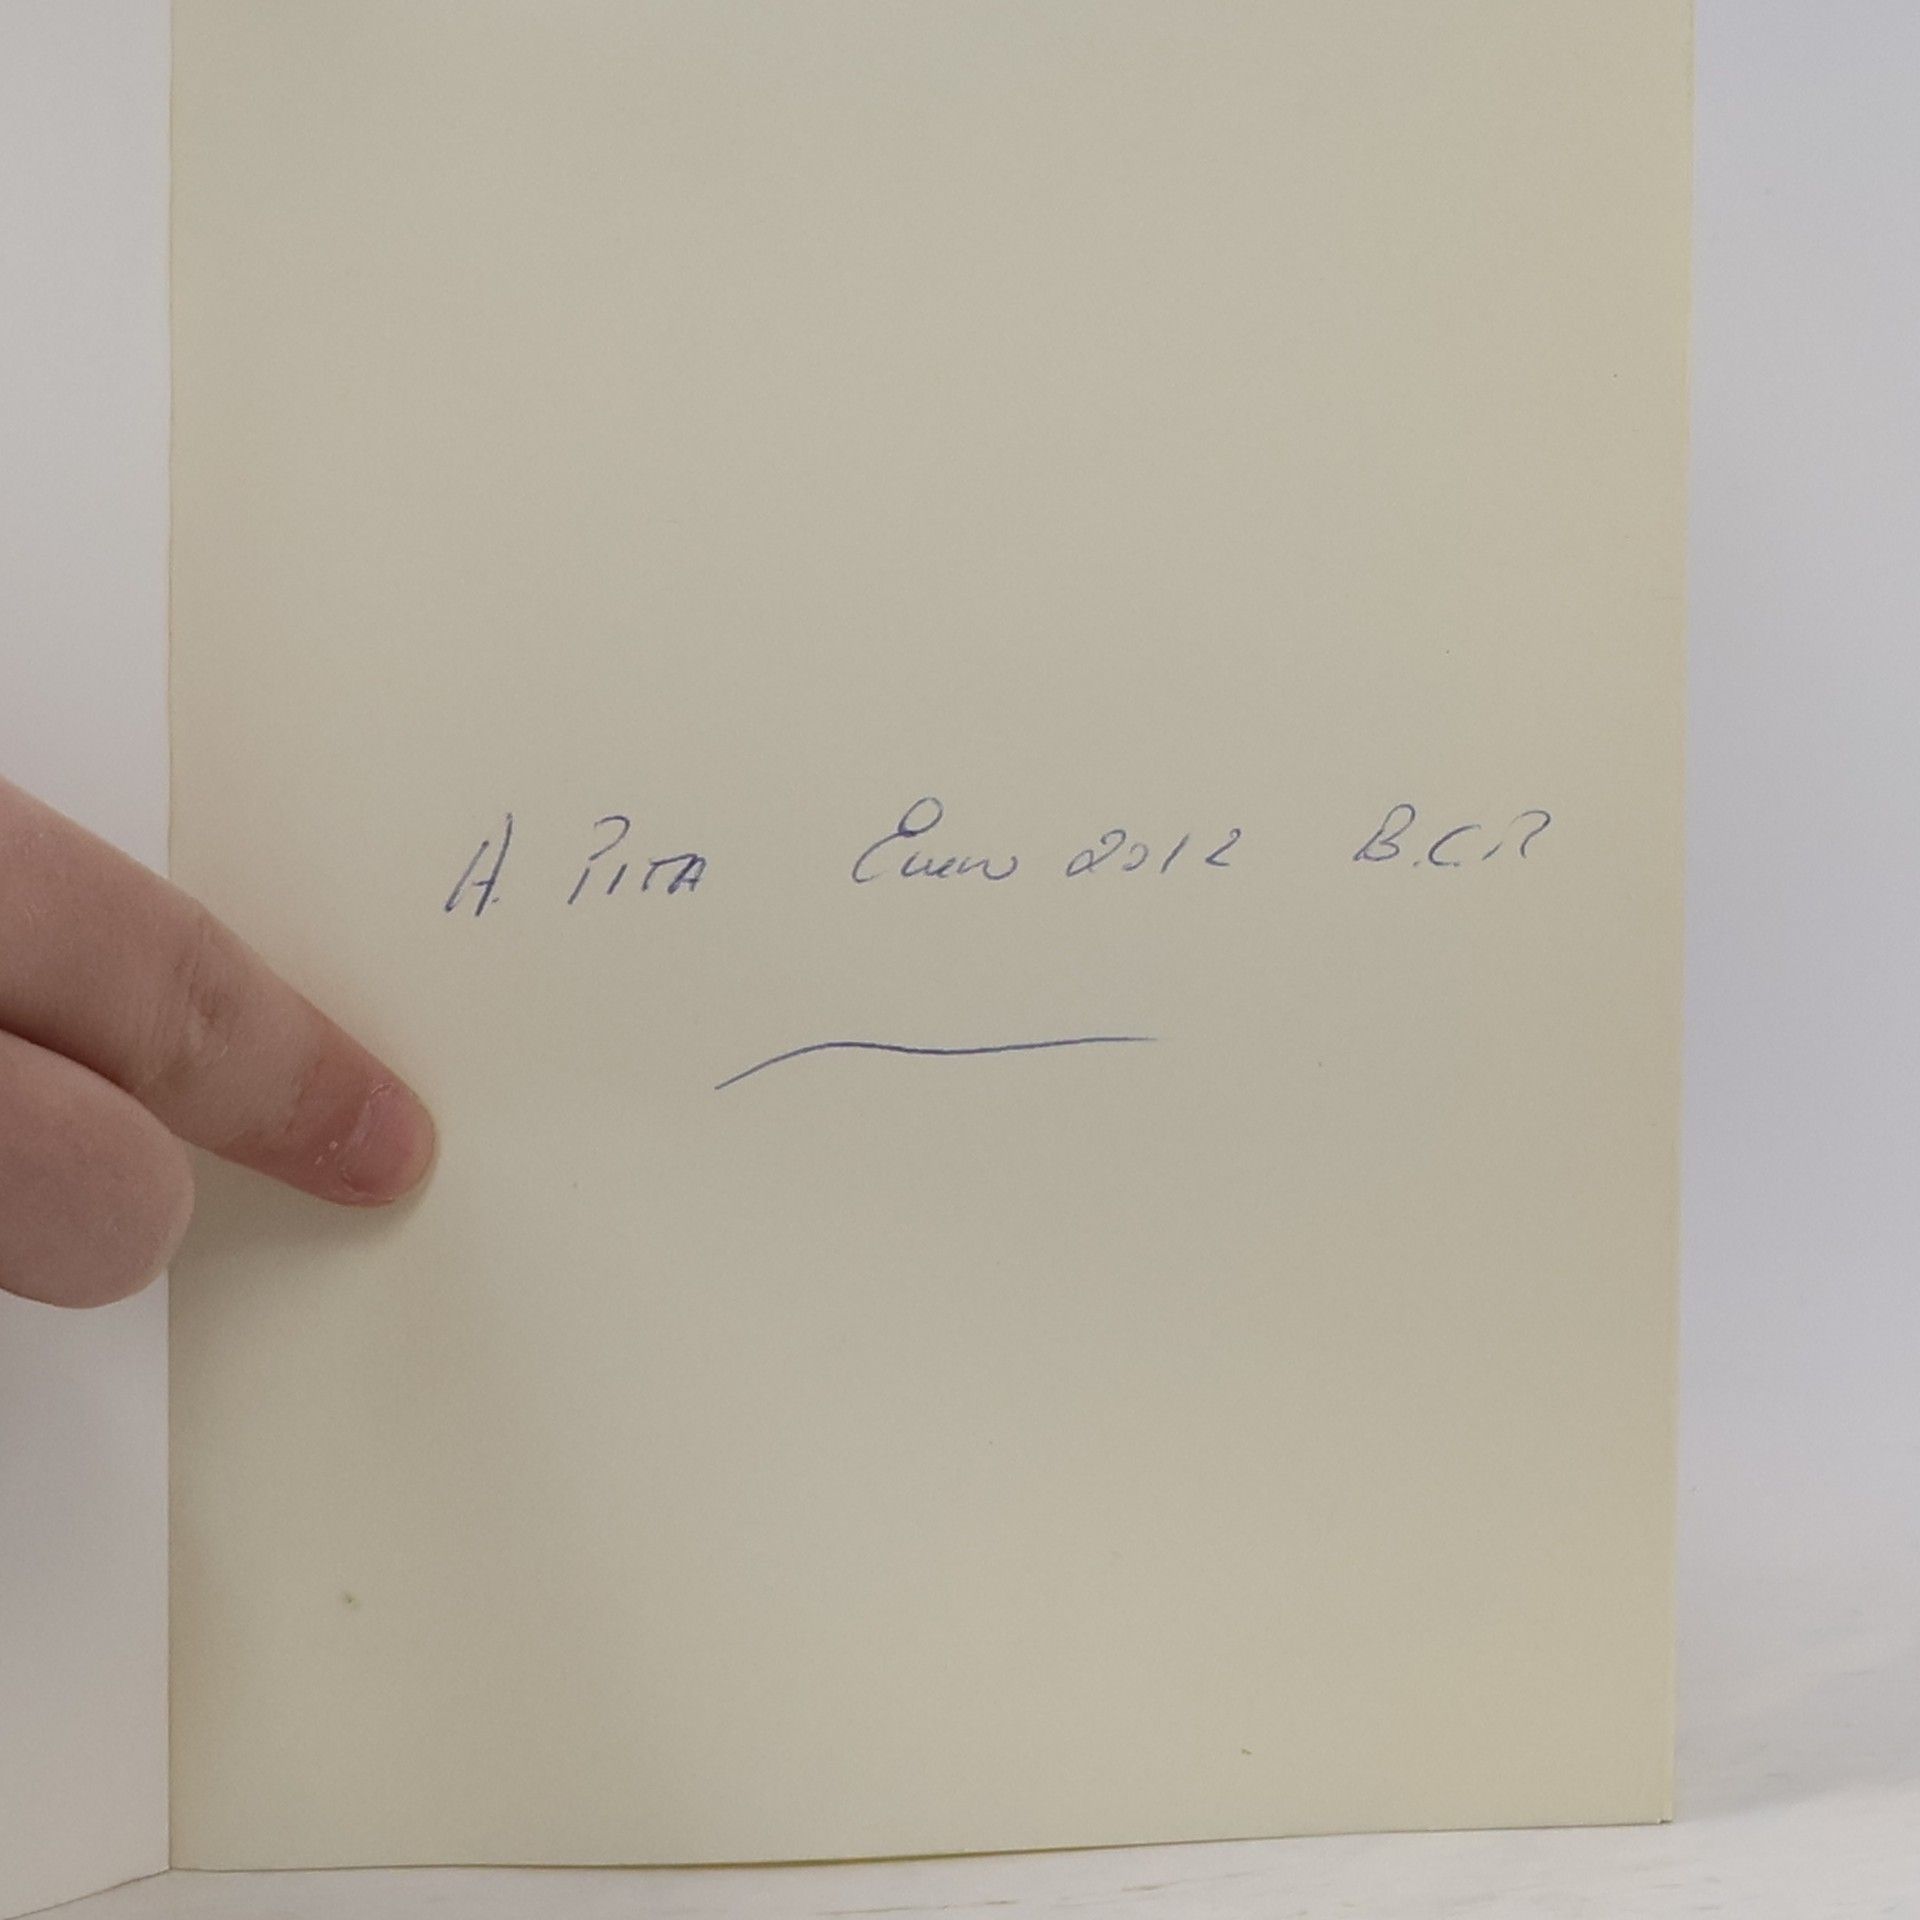 A. PITA Enero 2012 B.C.P